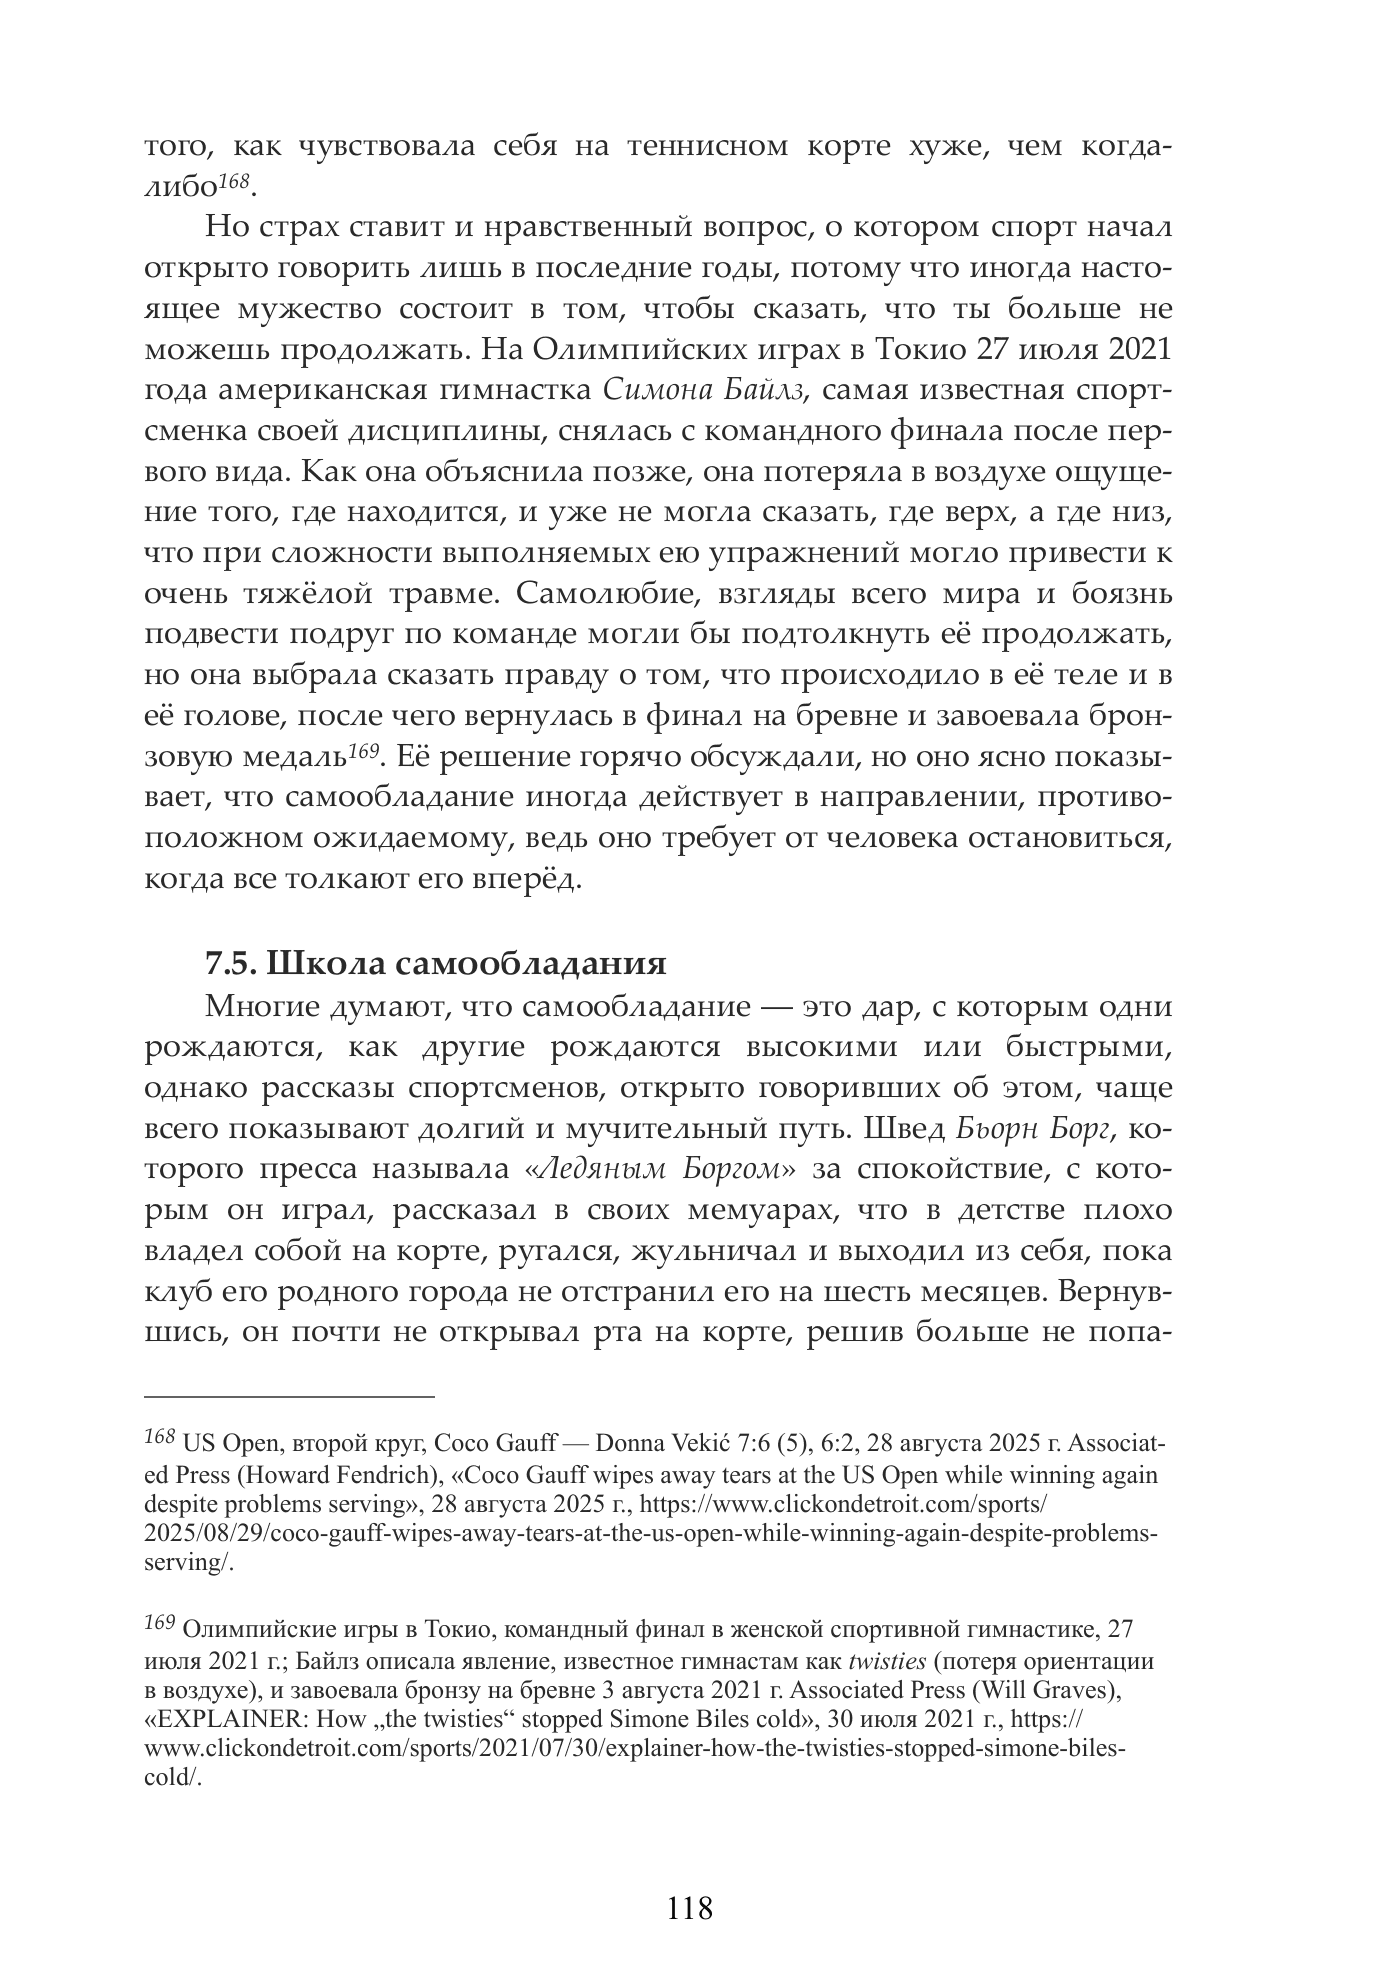 того, как чувствовала себя на теннисном корте хуже, чем когда-
либо168.
Но страх ставит и нравственный вопрос, о котором спорт начал
открыто говорить лишь в последние годы, потому что иногда насто-
ящее мужество состоит в том, чтобы сказать, что ты больше не
можешь продолжать. На Олимпийских играх в Токио 27 июля 2021
года американская гимнастка Симона Байлз, самая известная спорт-
сменка своей дисциплины, снялась с командного финала после пер-
вого вида. Как она объяснила позже, она потеряла в воздухе ощуще-
ние того, где находится, и уже не могла сказать, где верх, а где низ,
что при сложности выполняемых ею упражнений могло привести к
очень тяжёлой травме. Самолюбие, взгляды всего мира и боязнь
подвести подруг по команде могли бы подтолкнуть её продолжать,
но она выбрала сказать правду о том, что происходило в её теле и в
её голове, после чего вернулась в финал на бревне и завоевала брон-
зовую медаль169. Её решение горячо обсуждали, но оно ясно показы-
вает, что самообладание иногда действует в направлении, противо-
положном ожидаемому, ведь оно требует от человека остановиться,
когда все толкают его вперёд.
7.5. Школа самообладания
Многие думают, что самообладание — это дар, с которым одни
рождаются, как другие рождаются высокими или быстрыми,
однако рассказы спортсменов, открыто говоривших об этом, чаще
всего показывают долгий и мучительный путь. Швед Бьорн Борг, ко-
торого пресса называла «Ледяным Боргом» за спокойствие, с кото-
рым он играл, рассказал в своих мемуарах, что в детстве плохо
владел собой на корте, ругался, жульничал и выходил из себя, пока
клуб его родного города не отстранил его на шесть месяцев. Вернув-
шись, он почти не открывал рта на корте, решив больше не попа-
168 US Open, второй круг, Coco Gauff — Donna Vekić 7:6 (5), 6:2, 28 августа 2025 г. Associat-
ed Press (Howard Fendrich), «Coco Gauff wipes away tears at the US Open while winning again
despite problems serving», 28 августа 2025 г., https://www.clickondetroit.com/sports/
2025/08/29/coco-gauff-wipes-away-tears-at-the-us-open-while-winning-again-despite-problems-
serving/.
169 Олимпийские игры в Токио, командный финал в женской спортивной гимнастике, 27
июля 2021 г.; Байлз описала явление, известное гимнастам как twisties (потеря ориентации
в воздухе), и завоевала бронзу на бревне 3 августа 2021 г. Associated Press (Will Graves),
«EXPLAINER: How „the twisties“ stopped Simone Biles cold», 30 июля 2021 г., https://
www.clickondetroit.com/sports/2021/07/30/explainer-how-the-twisties-stopped-simone-biles-
cold/.
118